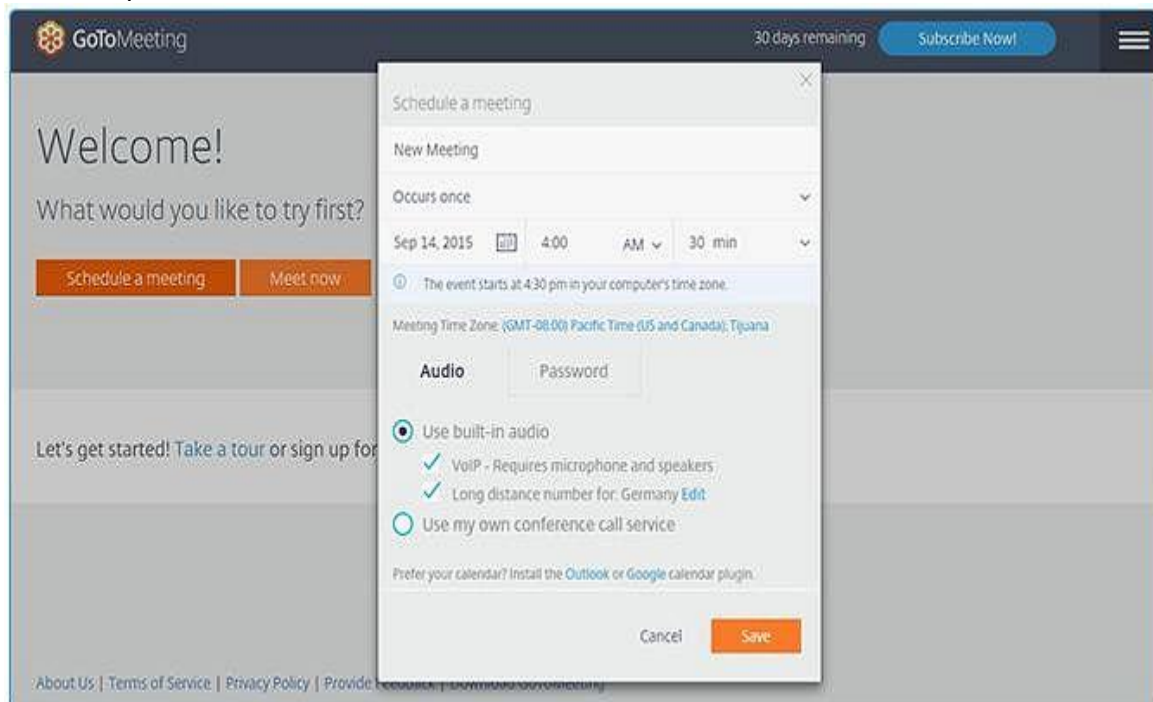 GoToMeeting
30 days remaining
Subscribe Now!
Welcome!
What would you like to try first?
Schedule a meeting
Meet now
Let's get started! Take a tour or sign up for
About Us | Terms of Service | Privacy Policy | Provide Feedback | Download GoToMeeting
Schedule a meeting
New Meeting
Occurs once
Sep 14, 2015 4:00 AM 30 min
The event starts at 4:30 pm in your computer's time zone.
Meeting Time Zone: (GMT-08:00) Pacific Time (US and Canada); Tijuana
Audio Password
Use built-in audio
VoIP - Requires microphone and speakers
Long distance number for: Germany Edit
Use my own conference call service
Prefer your calendar? Install the Outlook or Google calendar plugin.
Cancel Save